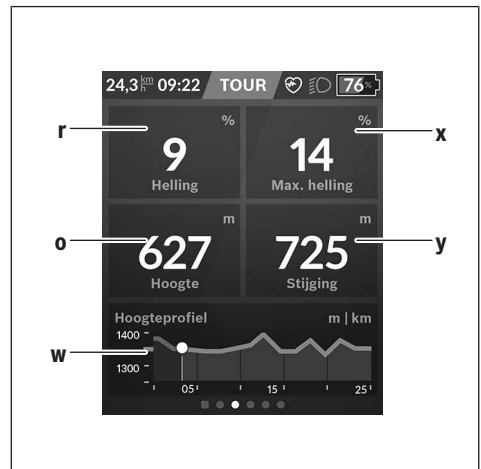 24,3 km/h 09:22 TOUR 76%
r % % x
9 14
Helling Max. helling
o m m y
627 725
Hoogte Stijging
Hoogteprofiel m | km
w 1400
1300
05 15 25